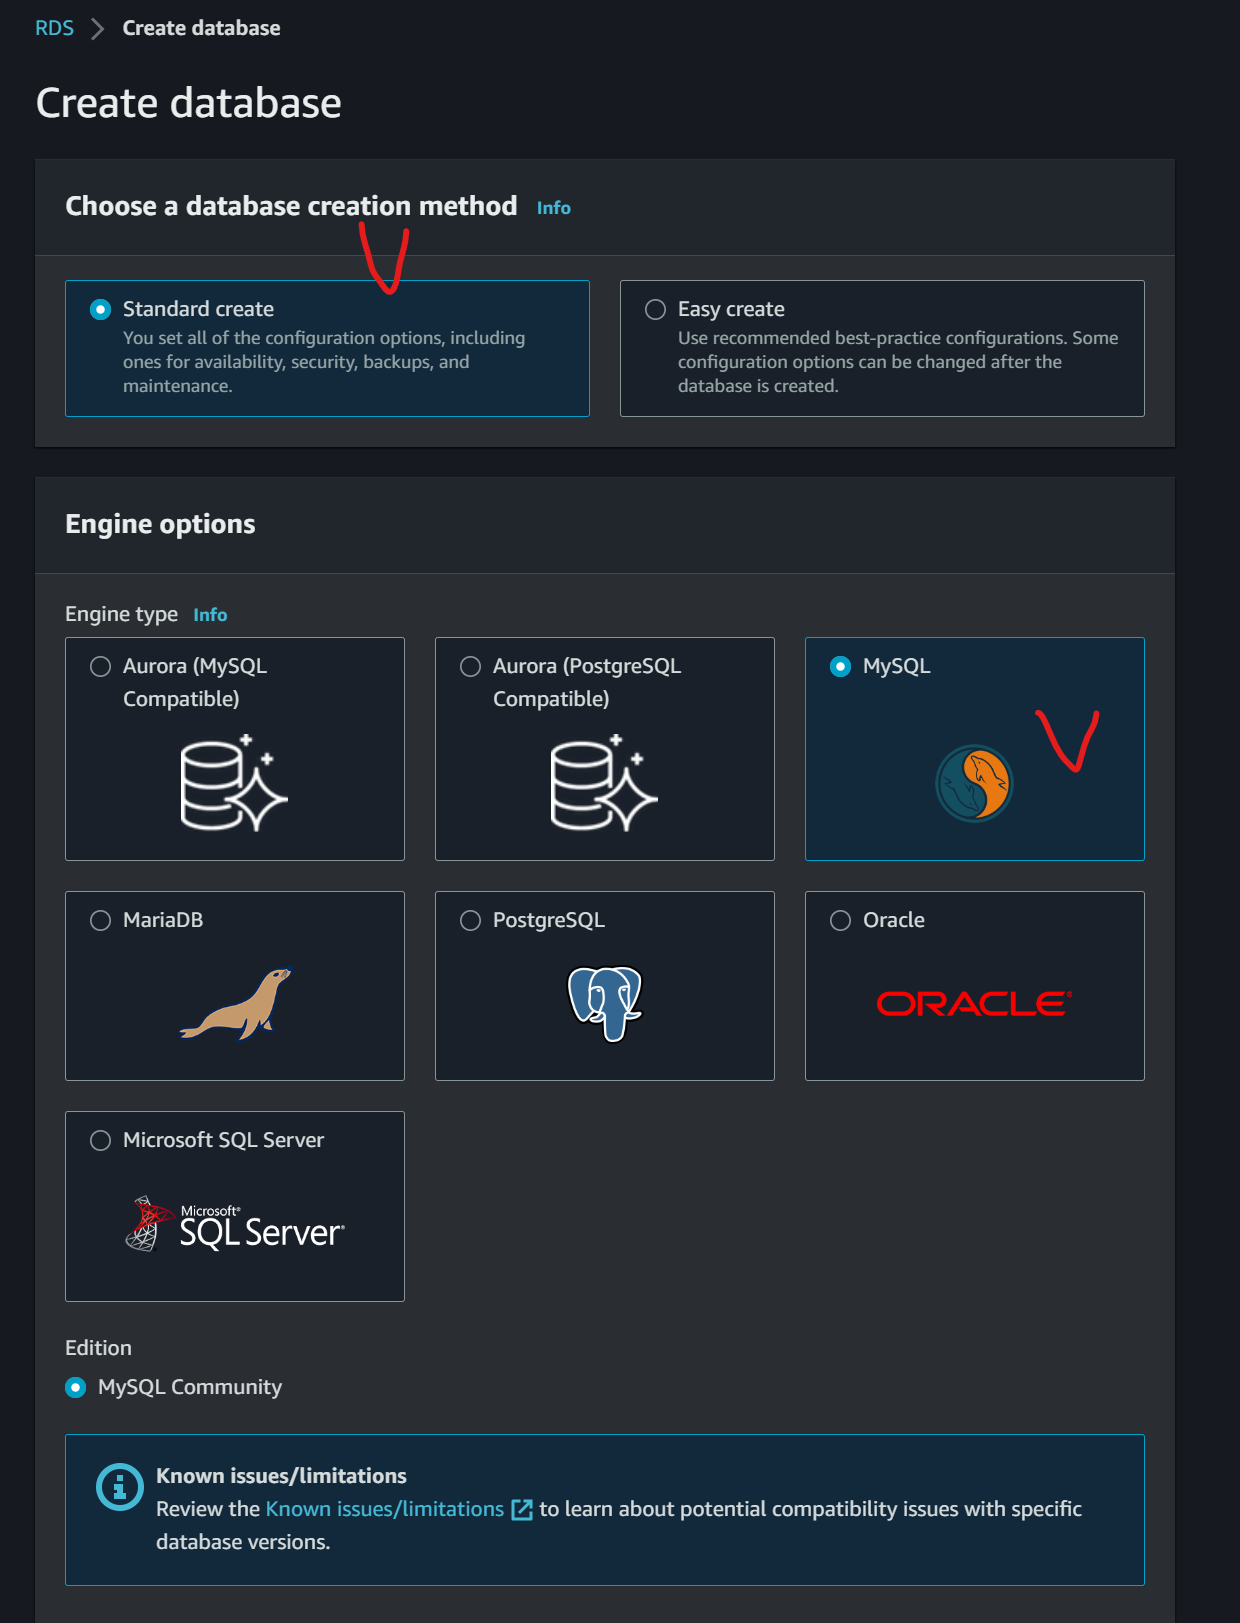 RDS > Create database
Create database
Choose a database creation method Info
Standard create
You set all of the configuration options, including
ones for availability, security, backups, and
maintenance.
Easy create
Use recommended best-practice configurations. Some
configuration options can be changed after the
database is created.
Engine options
Engine type Info
Aurora (MySQL
Compatible)
Aurora (PostgreSQL
Compatible)
MySQL
MariaDB
PostgreSQL
Oracle
ORACLE®
Microsoft SQL Server
Microsoft®
SQL Server®
Edition
MySQL Community
Known issues/limitations
Review the Known issues/limitations to learn about potential compatibility issues with specific
database versions.